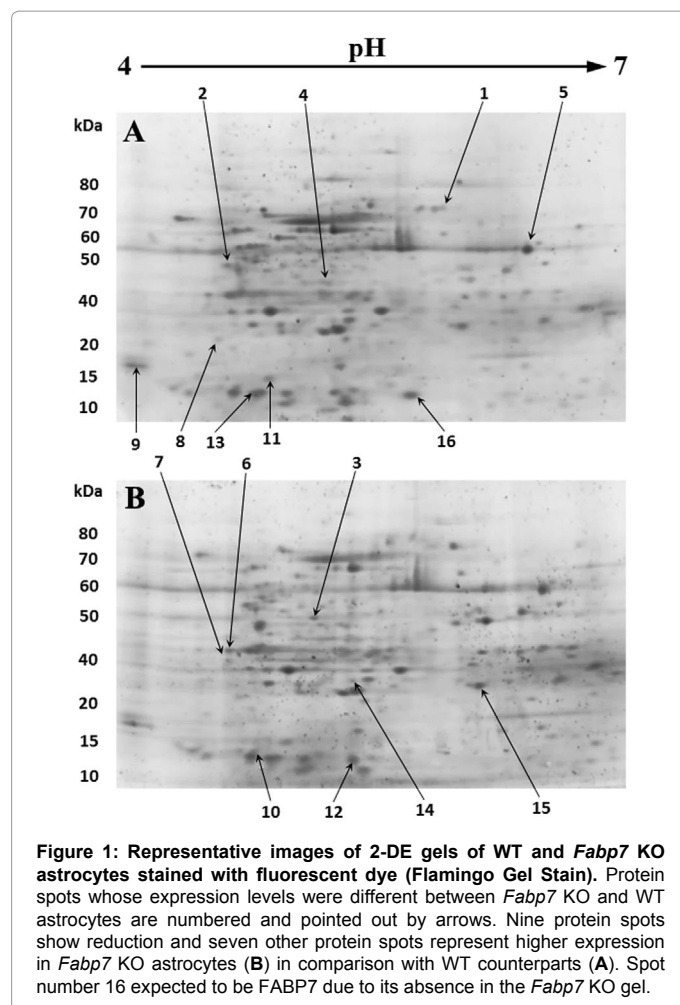 pH
4 7
2 4 1 5
kDa
A
80
70
60
50
40
20
15
10
9 8 13 11 16
7 6 3
kDa
B
80
70
60
50
40
20
15
10
10 12 14 15
Figure 1: Representative images of 2-DE gels of WT and Fabp7 KO
astrocytes stained with fluorescent dye (Flamingo Gel Stain). Protein
spots whose expression levels were different between Fabp7 KO and WT
astrocytes are numbered and pointed out by arrows. Nine protein spots
show reduction and seven other protein spots represent higher expression
in Fabp7 KO astrocytes (B) in comparison with WT counterparts (A). Spot
number 16 expected to be FABP7 due to its absence in the Fabp7 KO gel.